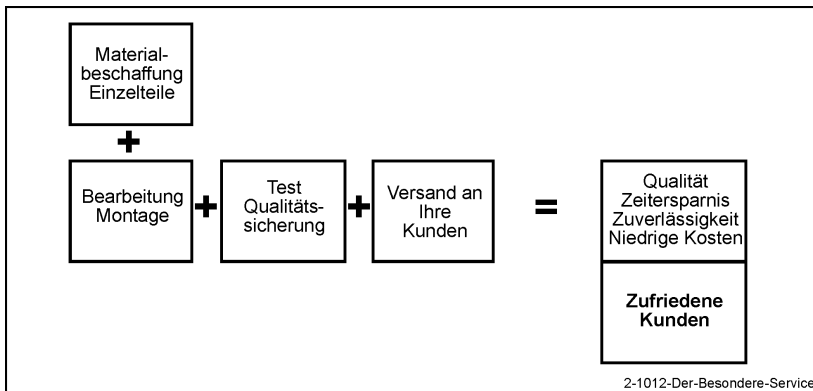 Material-
beschaffung
Einzelteile
+
Bearbeitung
Montage
+
Test
Qualitäts-
sicherung
+
Versand an
Ihre
Kunden
=
Qualität
Zeitersparnis
Zuverlässigkeit
Niedrige Kosten
Zufriedene
Kunden
2-1012-Der-Besondere-Service